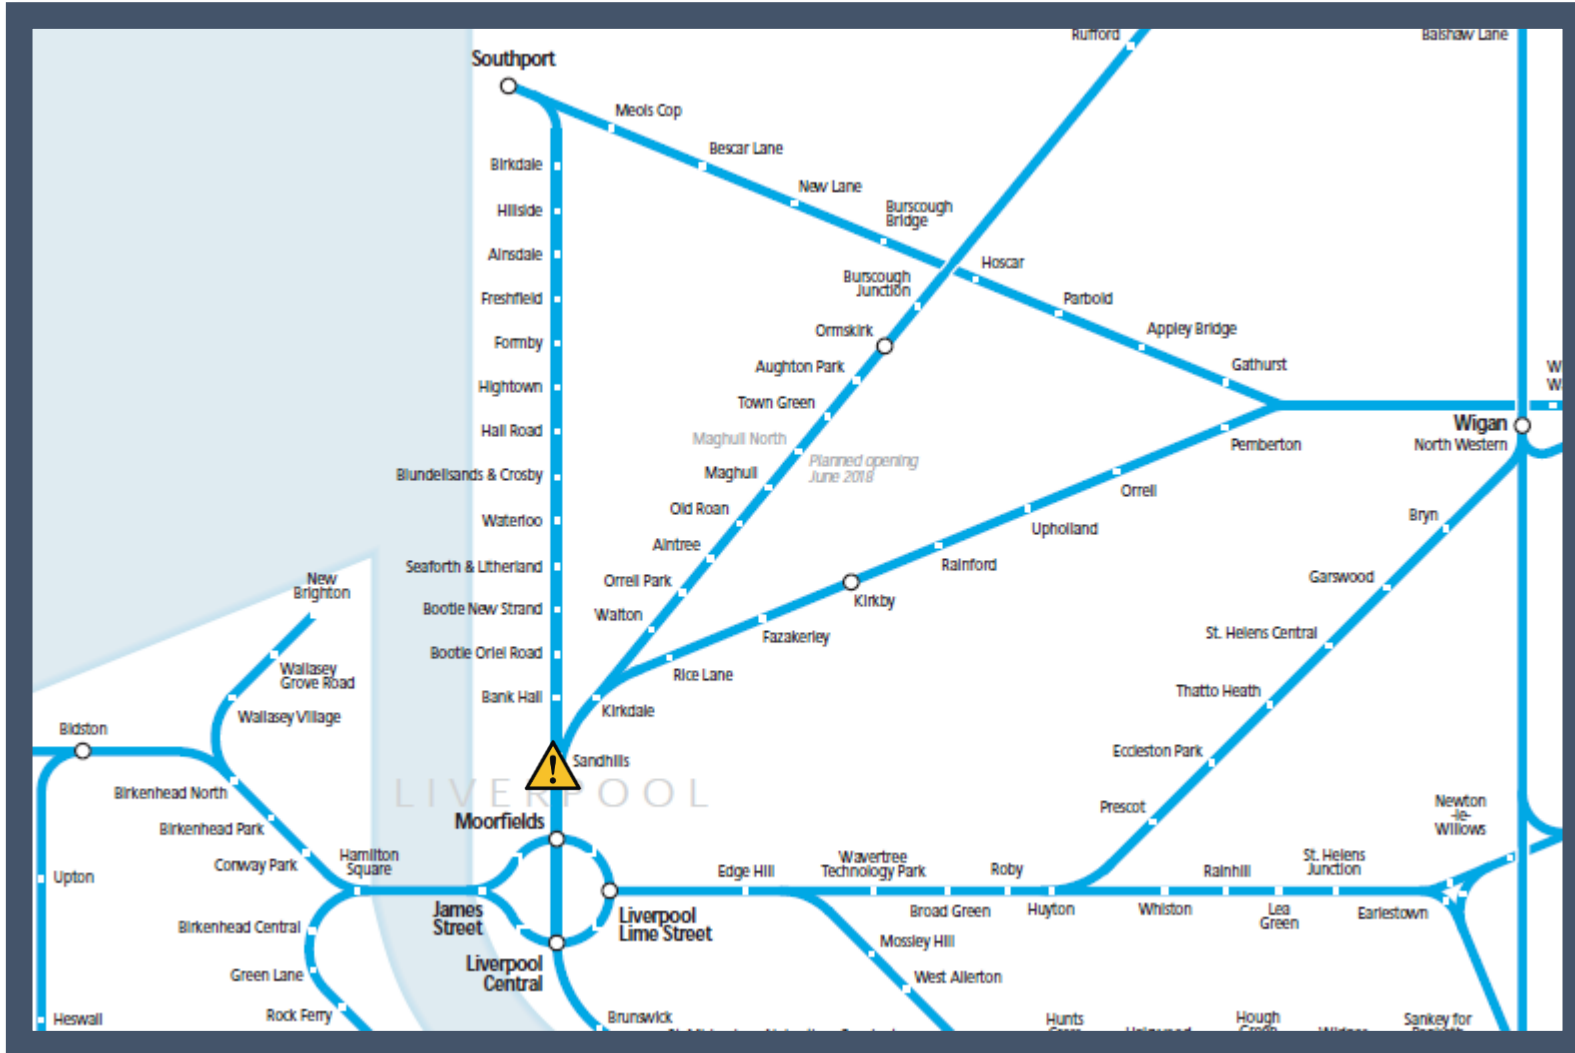 Rufford
Balshaw Lane
Southport
Meols Cop
Bescar Lane
New Lane
Burscough
Bridge
Birkdale
Hillside
Ainsdale
Freshfield
Formby
Hightown
Hall Road
Blundellsands & Crosby
Waterloo
Seaforth & Litherland
Bootle New Strand
Bootle Oriel Road
Bank Hall
Hoscar
Burscough
Junction
Parbold
Appley Bridge
Gathurst
Ormskirk
Aughton Park
Town Green
Maghull North
Planned opening
June 2018
Maghull
Old Roan
Aintree
Orrell Park
Walton
W
W
Wigan
North Western
Pemberton
Orrell
Upholland
Rainford
Kirkby
Fazakerley
Rice Lane
Kirkdale
Sandhills
Bryn
Garswood
St. Helens Central
Thatto Heath
Eccleston Park
Prescot
New
Brighton
Wallasey
Grove Road
Wallasey Village
Bidston
Birkenhead North
Birkenhead Park
Conway Park
Hamilton
Square
Upton
Birkenhead Central
Green Lane
Rock Ferry
Heswall
LIVERPOOL
Moorfields
James
Street
Liverpool
Central
Liverpool
Lime Street
Brunswick
Edge Hill
Wavertree
Technology Park
Broad Green
Roby
Huyton
Whiston
Rainhill
Lea
Green
St. Helens
Junction
Earlestown
Newton
-le-
Willows
Mossley Hill
West Allerton
Hunts
Hough
Green
Sankey for